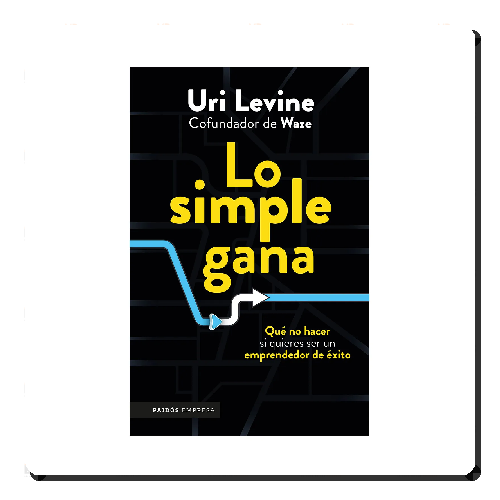 Uri Levine
Cofundador de Waze
Lo
simple
gana
Qué no hacer
si quieres ser un
emprendedor de éxito
PAIDÓS EMPRESA